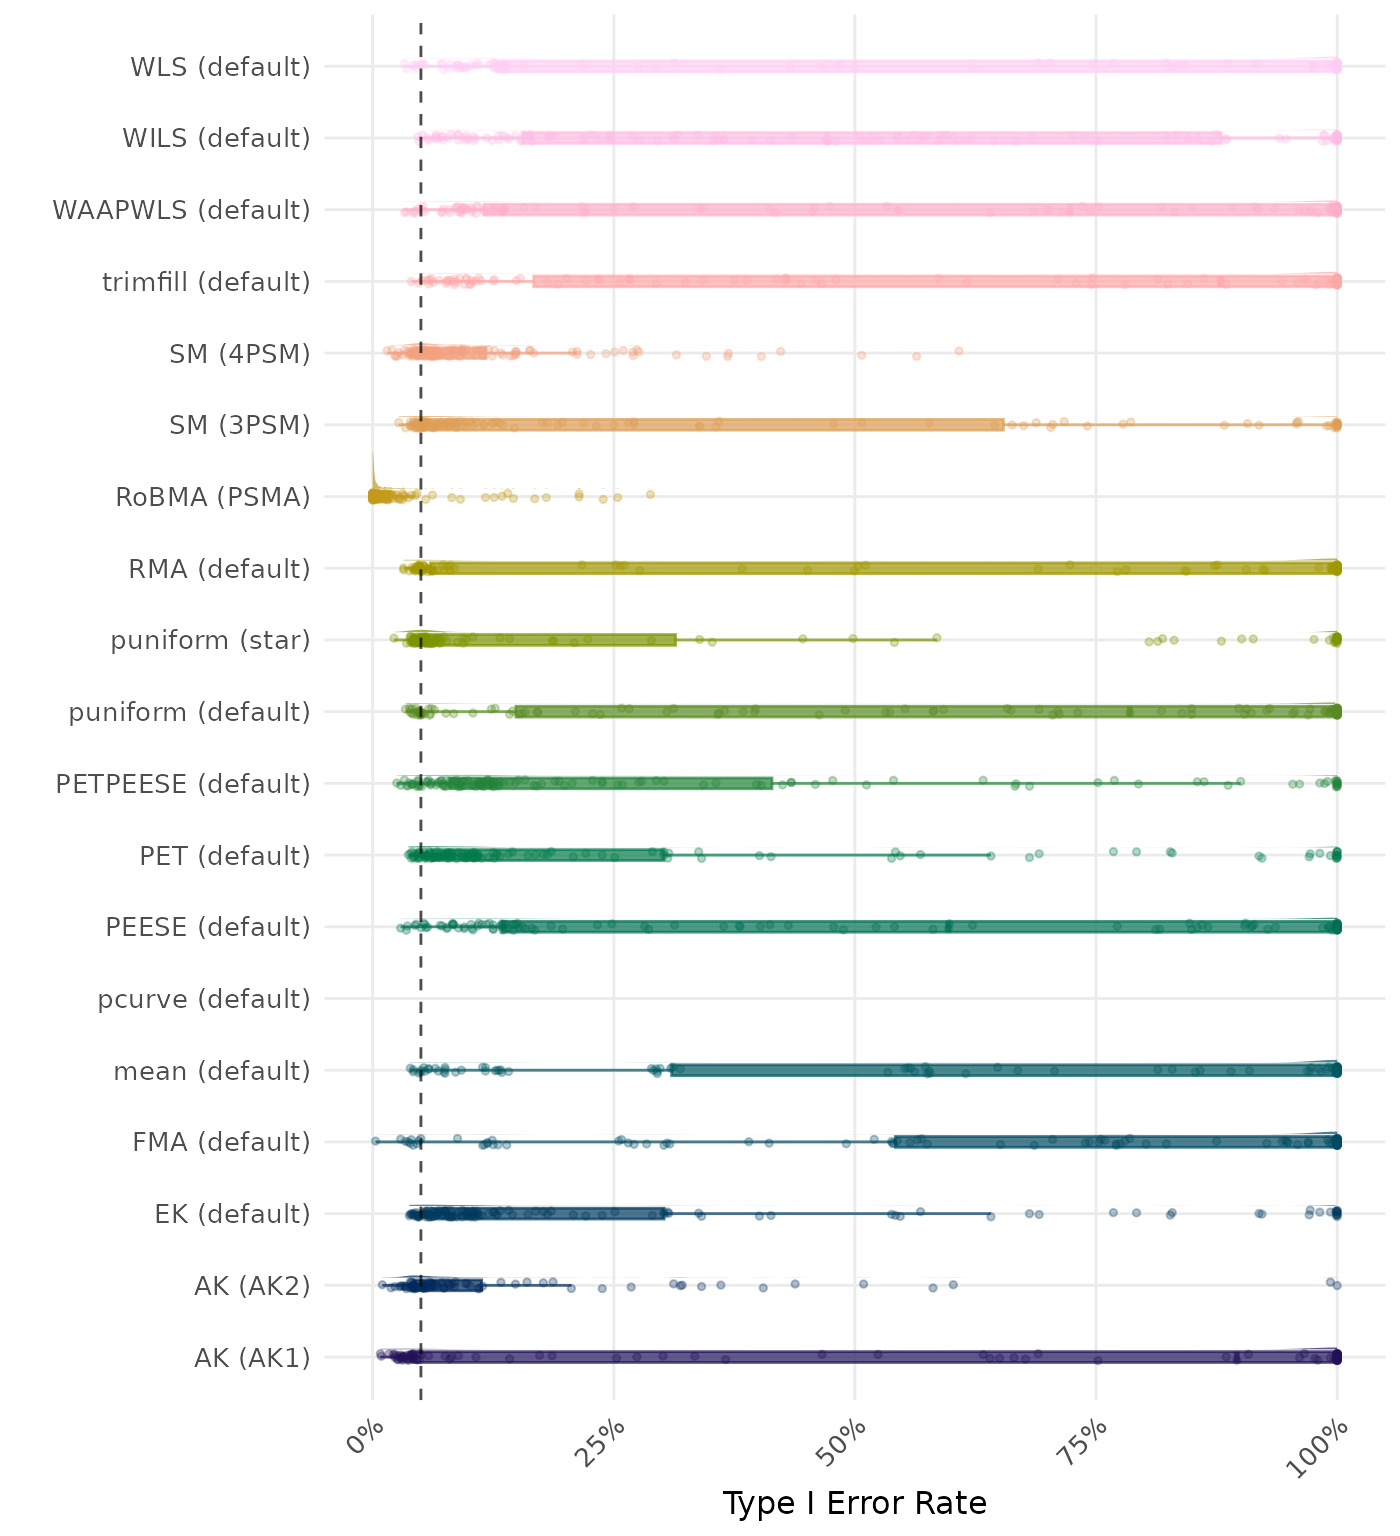 WLS (default)
WILS (default)
WAAPWLS (default)
trimfill (default)
SM (4PSM)
SM (3PSM)
RoBMA (PSMA)
RMA (default)
puniform (star)
puniform (default)
PETPEESE (default)
PET (default)
PEESE (default)
pcurve (default)
mean (default)
FMA (default)
EK (default)
AK (AK2)
AK (AK1)
0%
25%
50%
75%
100%
Type I Error Rate